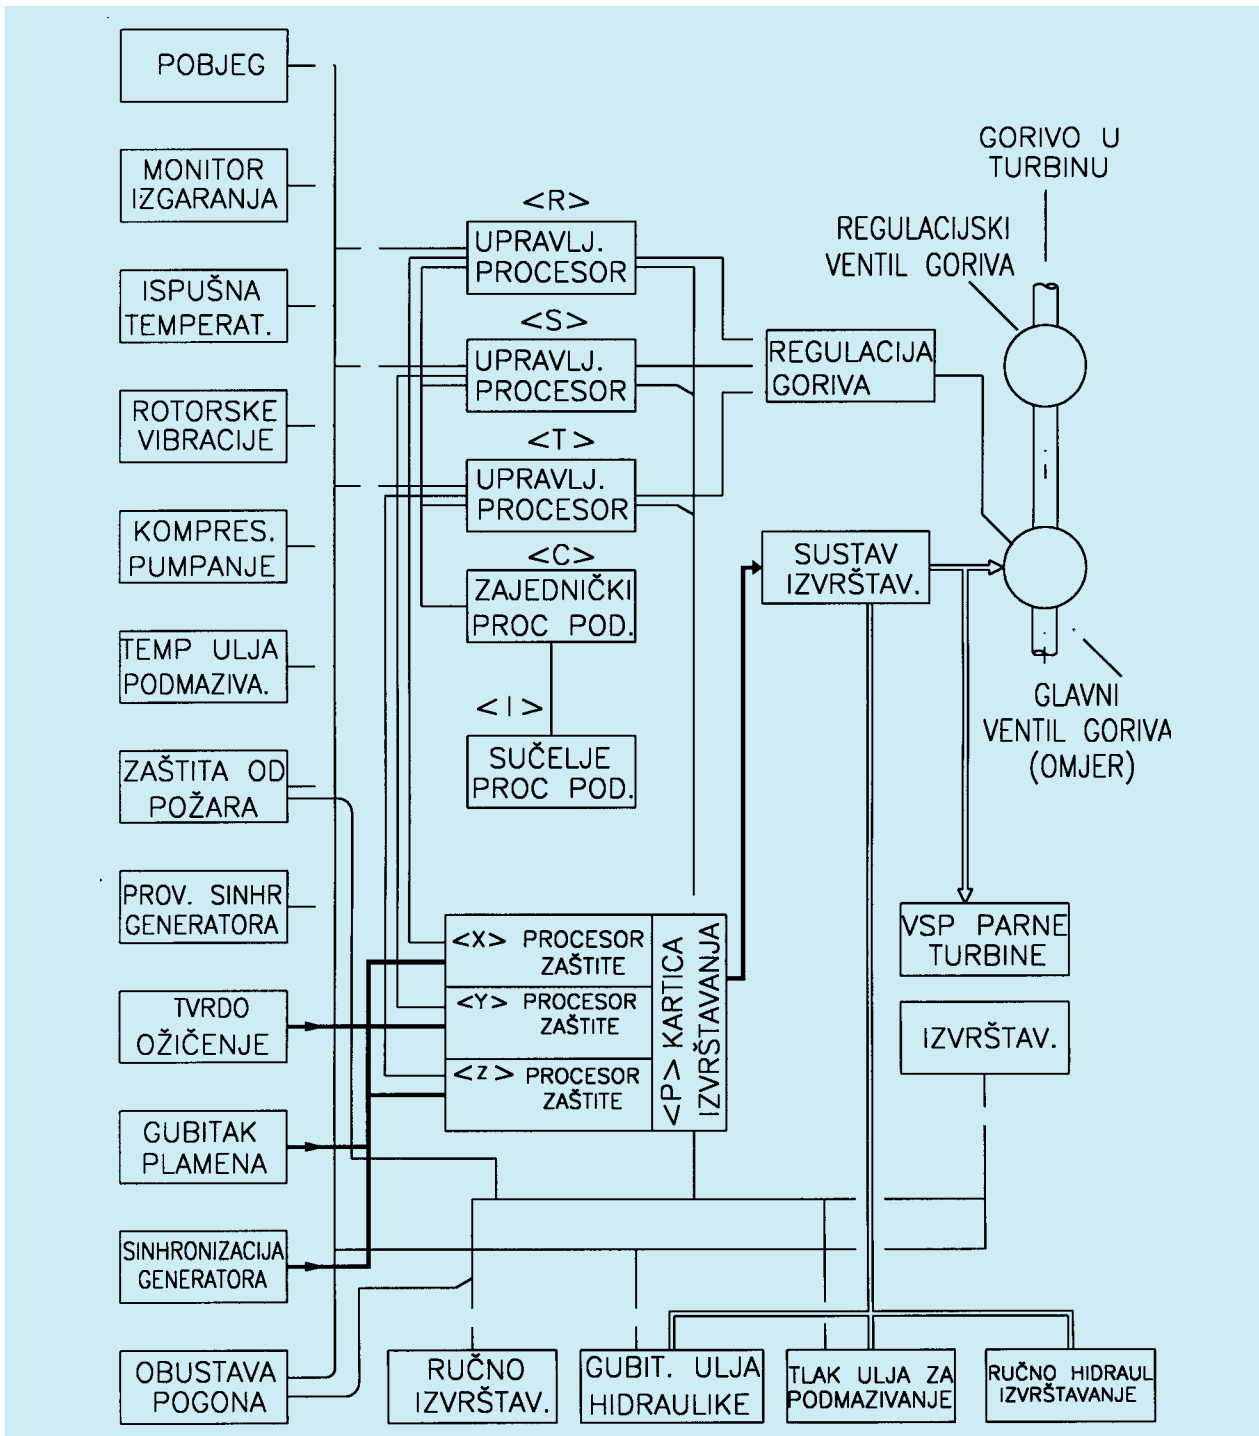 POBJEG
MONITOR
IZGARANJA
ISPUŠNA
TEMPERAT.
ROTORSKE
VIBRACIJE
KOMPRES.
PUMPANJE
TEMP ULJA
PODMAZIVA.
ZAŠTITA OD
POŽARA
PROV. SINHR
GENERATORA
TVRDO
OŽIČENJE
GUBITAK
PLAMENA
SINHRONIZACIJA
GENERATORA
OBUSTAVA
POGONA
<R>
UPRAVLJ.
PROCESOR
<S>
UPRAVLJ.
PROCESOR
<T>
UPRAVLJ.
PROCESOR
<C>
ZAJEDNIČKI
PROC POD.
<I>
SUČELJE
PROC POD.
<X> PROCESOR
ZAŠTITE
<Y> PROCESOR
ZAŠTITE
<Z> PROCESOR
ZAŠTITE
<P> KARTICA
IZVRŠTAVANJA
REGULACIJA
GORIVA
SUSTAV
IZVRŠTAV.
GORIVO U
TURBINU
REGULACIJSKI
VENTIL GORIVA
GLAVNI
VENTIL GORIVA
(OMJER)
VSP PARNE
TURBINE
IZVRŠTAV.
RUČNO
IZVRŠTAV.
GUBIT. ULJA
HIDRAULIKE
TLAK ULJA ZA
PODMAZIVANJE
RUČNO HIDRAUL
IZVRŠTAVANJE